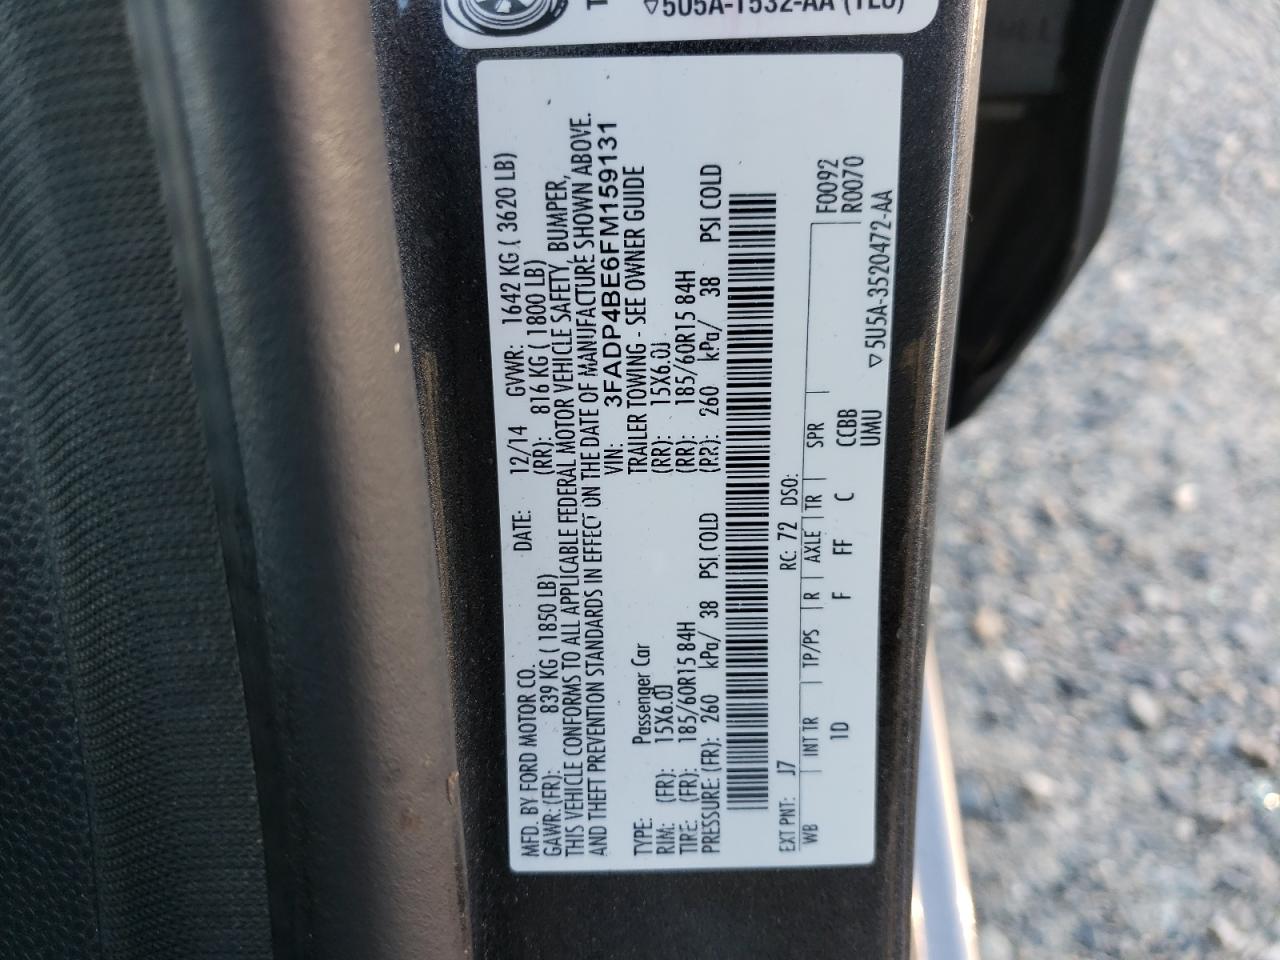 5U5A-1532-AA
MFD. BY FORD MOTOR CO. DATE: 12/14 GVWR: 1642 KG ( 3620 LB)
GAWR: (FR): 839 KG ( 1850 LB) (RR): 816 KG ( 1800 LB)
THIS VEHICLE CONFORMS TO ALL APPLICABLE FEDERAL MOTOR VEHICLE SAFETY, BUMPER,
AND THEFT PREVENTION STANDARDS IN EFFECT ON THE DATE OF MANUFACTURE SHOWN ABOVE.
VIN: 3FADP4BE6FM159131
TYPE: Passenger Car TRAILER TOWING - SEE OWNER GUIDE
RIM: (FR): 15X6.0J (RR): 15X6.0J
TIRE: (FR): 185/60R15 84H (RR): 185/60R15 84H
PRESSURE: (FR): 260 kPa/ 38 PSI COLD (RR): 260 kPa/ 38 PSI COLD
EXT PNT: J7 RC: 72 DSO:
WB INT TR TP/PS R AXLE TR SPR F0092
1D F FF C CCBB R0070
UMU ▽5U5A-3520472-AA